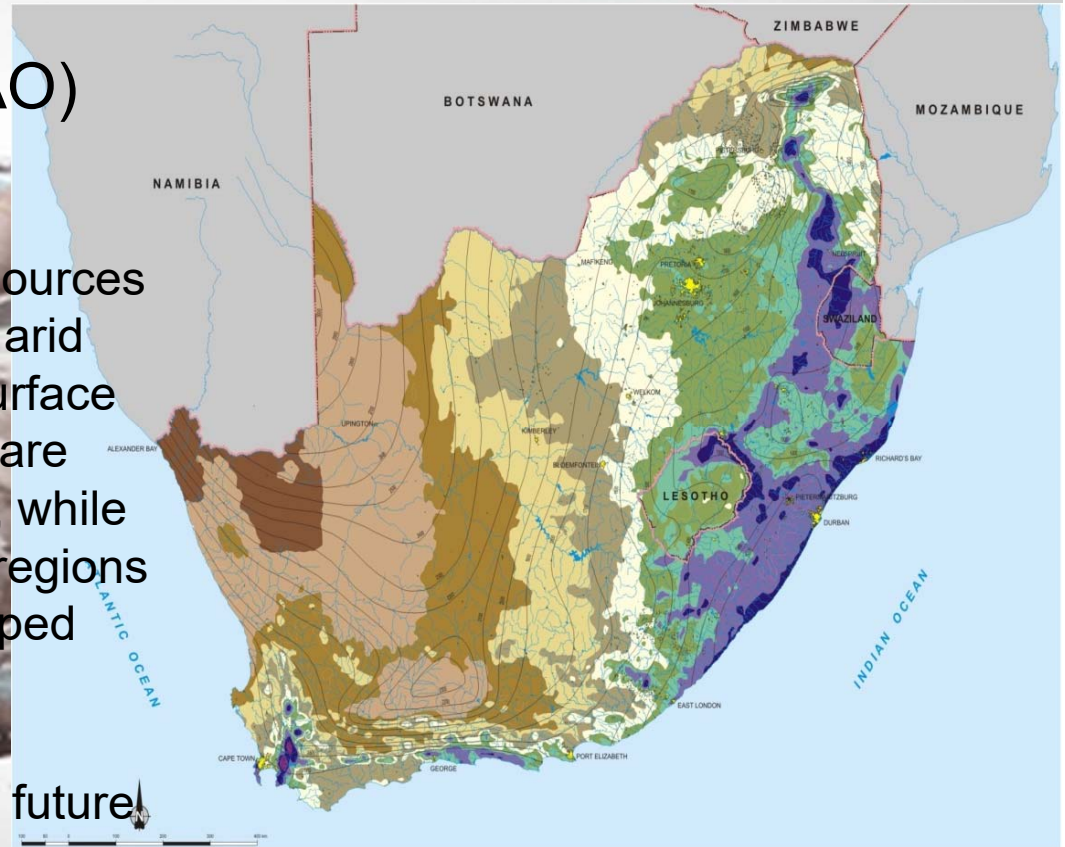 AO)
ources
arid
urface
are
while
regions
ped
future
ZIMBABWE
BOTSWANA
MOZAMBIQUE
NAMIBIA
MAFIKENG
PRETORIA
JOHANNESBURG
SWAZILAND
WELKOM
UPINGTON
KIMBERLEY
ALEXANDER BAY
BLOEMFONTEIN
RICHARD'S BAY
LESOTHO
DURBAN
ATLANTIC OCEAN
INDIAN OCEAN
EAST LONDON
CAPE TOWN
GEORGE
PORT ELIZABETH
N